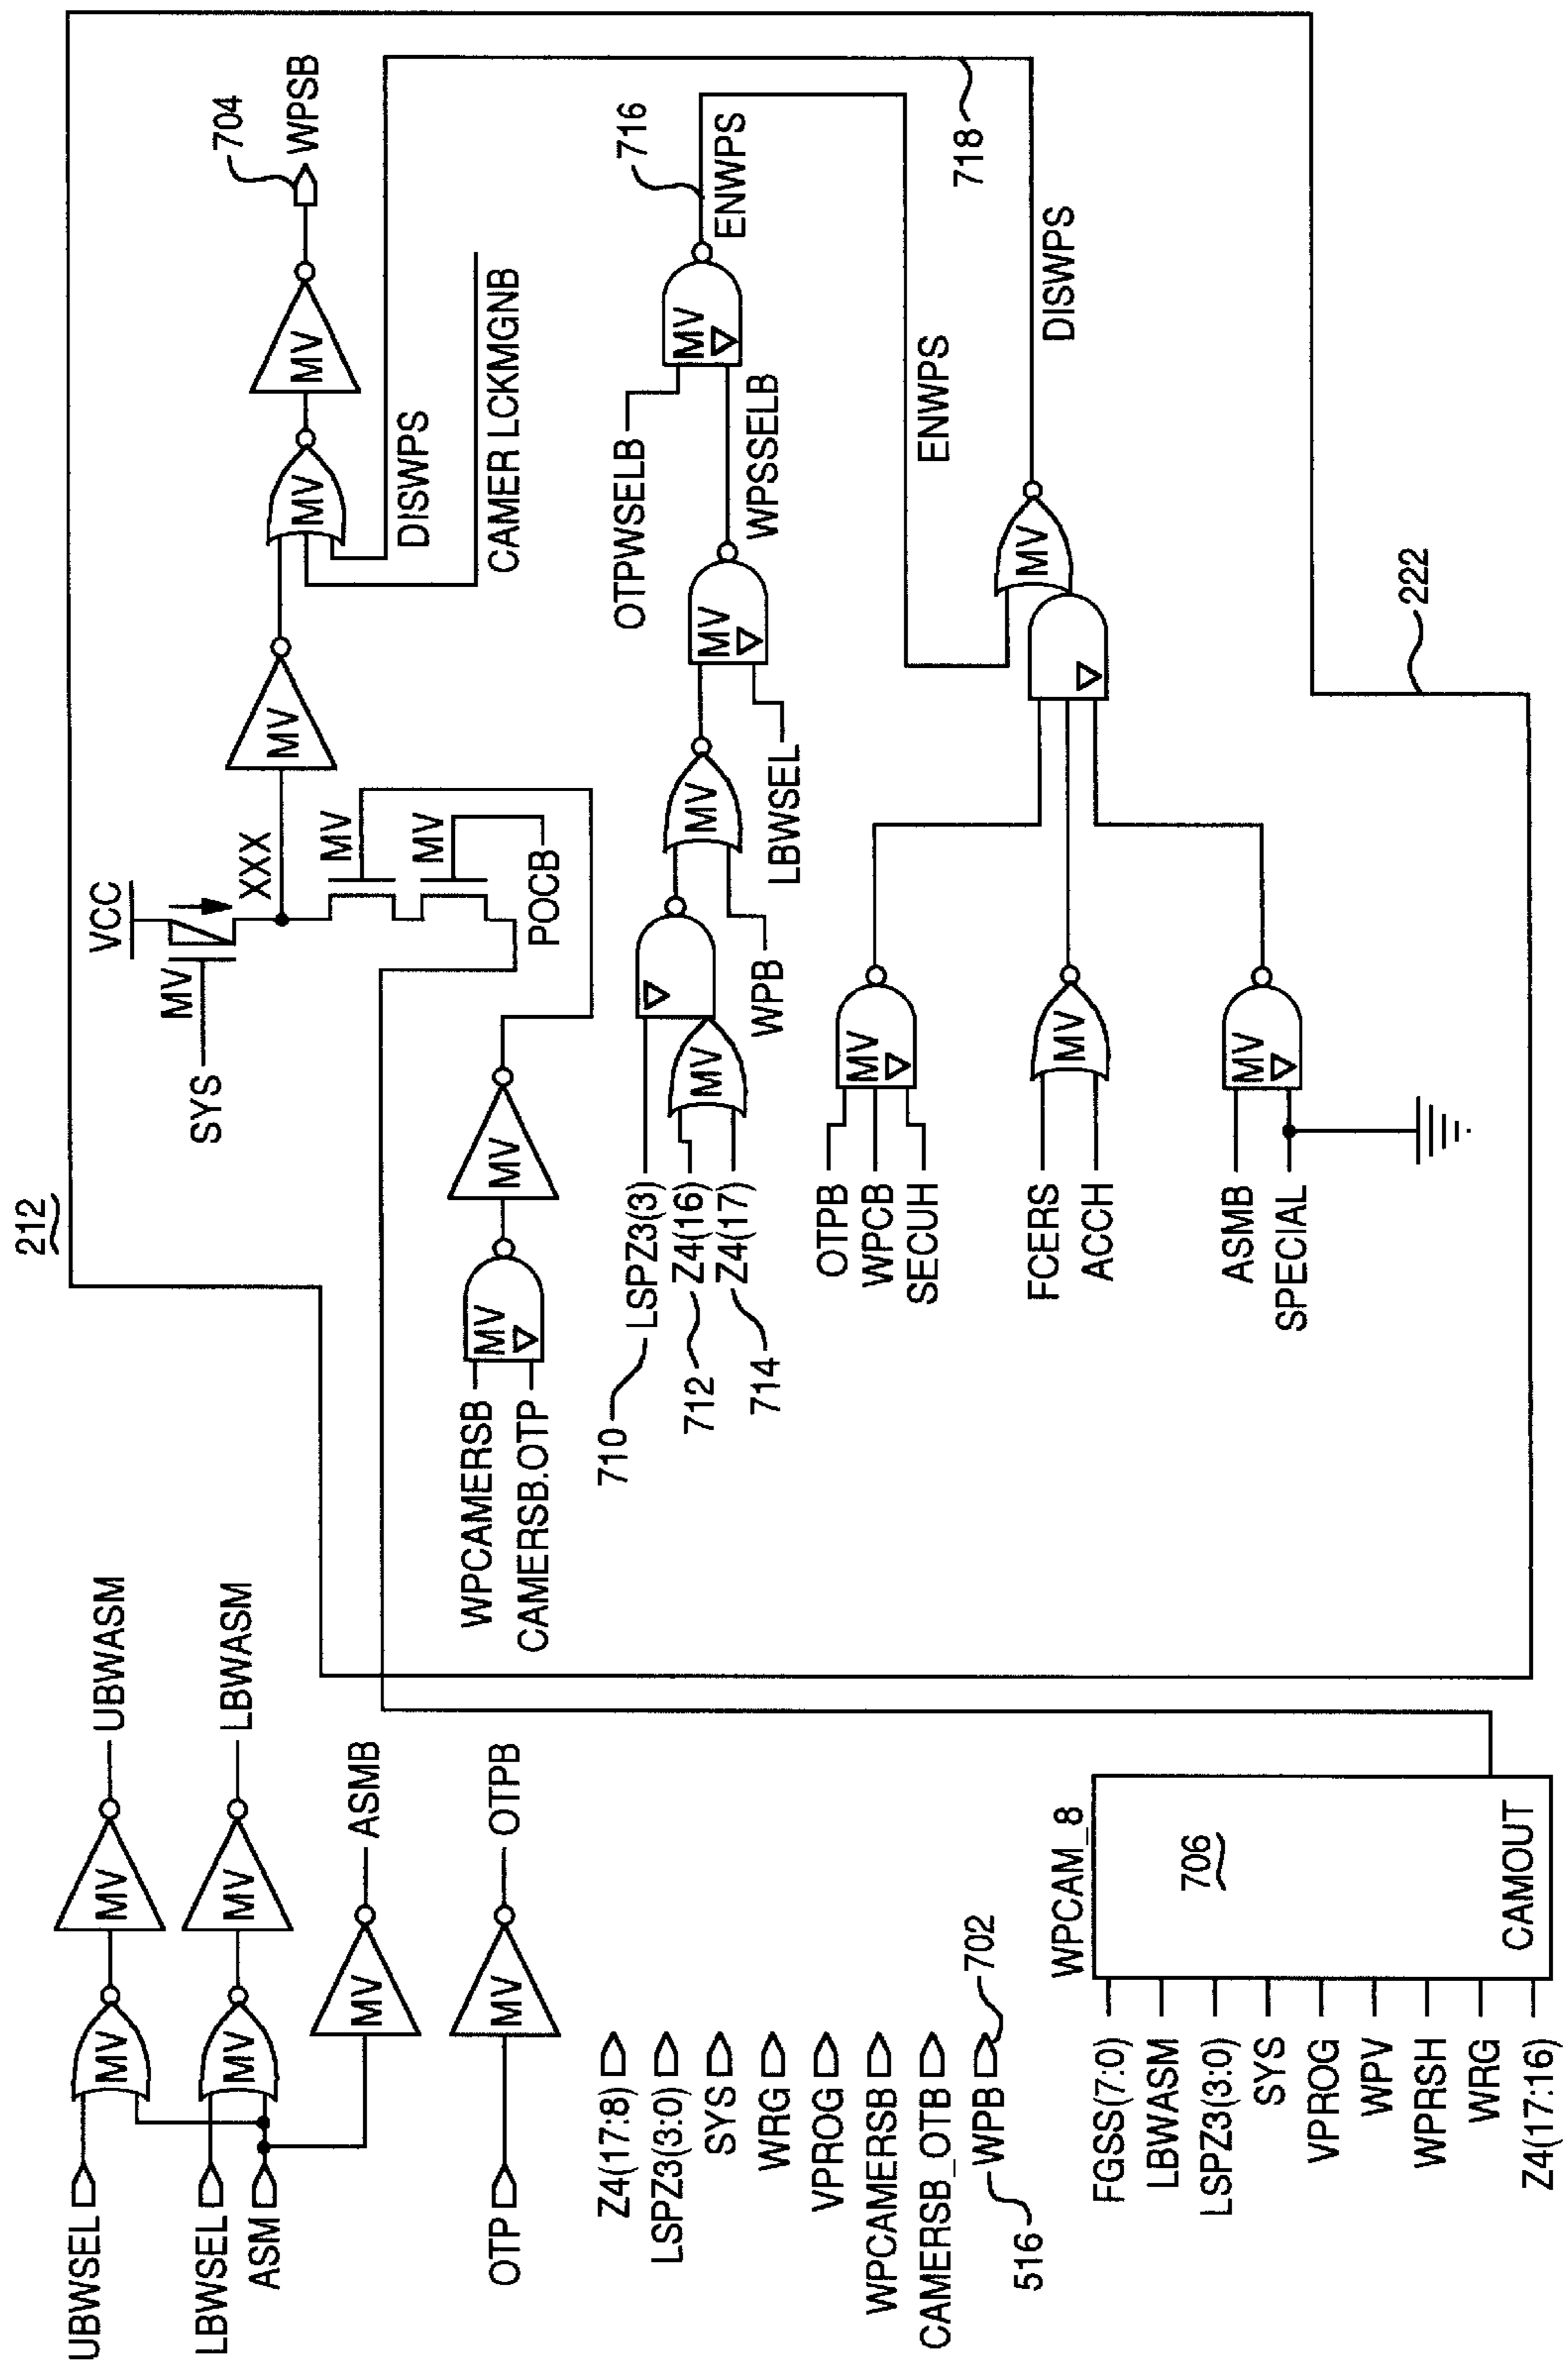 212
222
UBWSEL
MV
MV
UBWASM
LBWSEL
MV
MV
LBWASM
ASM
MV
ASMB
OTP
MV
OTPB
Z4(17:8)
LSPZ3(3:0)
SYS
WRG
VPROG
WPCAMERSB
CAMERSB_OTB
516
WPB
702
WPCAM_8
706
CAMOUT
FGSS(7:0)
LBWASM
LSPZ3(3:0)
SYS
VPROG
WPV
WPRSH
WRG
Z4(17:16)
SYS
MV
VCC
XXX
MV
MV
POCB
MV
MV
MV
704
WPSB
DISWPS
CAMER LCKMGNB
WPCAMERSB
CAMERSB.OTP
MV
MV
710
LSPZ3(3)
712
Z4(16)
714
Z4(17)
MV
WPB
MV
LBWSEL
MV
WPSSELB
OTPWSELB
MV
716
ENWPS
ENWPS
OTPB
WPCB
SECUH
MV
FCERS
ACCH
MV
ASMB
SPECIAL
MV
MV
DISWPS
718